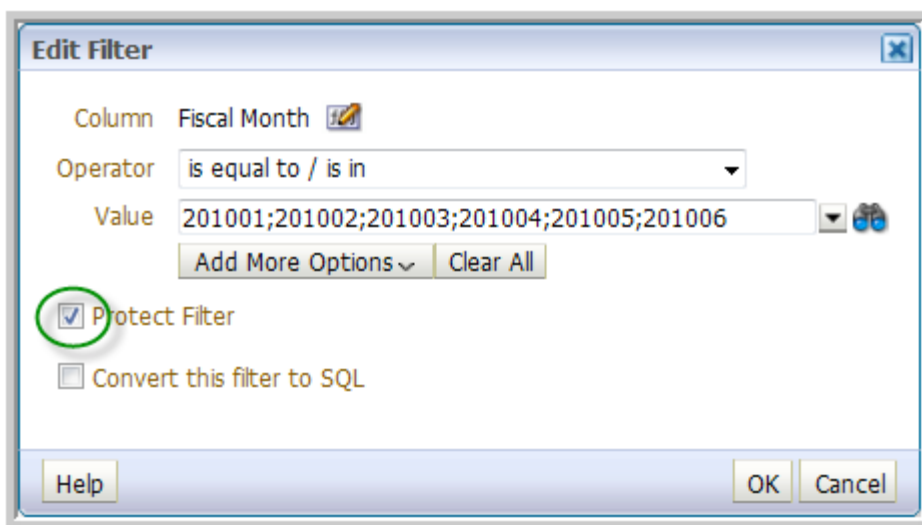 Edit Filter
Column Fiscal Month
Operator is equal to / is in
Value 201001;201002;201003;201004;201005;201006
Add More Options Clear All
Protect Filter
Convert this filter to SQL
Help OK Cancel